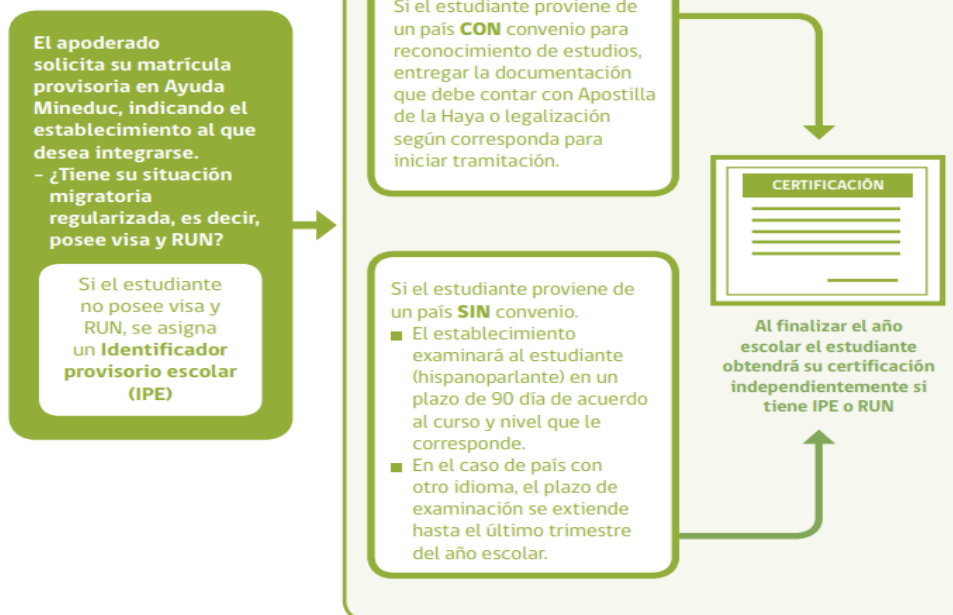 El apoderado
solicita su matrícula
provisoria en Ayuda
Mineduc, indicando el
establecimiento al que
desea integrarse.
– ¿Tiene su situación
migratoria
regularizada, es decir,
posee visa y RUN?
Si el estudiante
no posee visa y
RUN, se asigna
un Identificador
provisorio escolar
(IPE)
Si el estudiante proviene de
un país CON convenio para
reconocimiento de estudios,
entregar la documentación
que debe contar con Apostilla
de la Haya o legalización
según corresponda para
iniciar tramitación.
Si el estudiante proviene de
un país SIN convenio.
El establecimiento
examinará al estudiante
(hispanoparlante) en un
plazo de 90 día de acuerdo
al curso y nivel que le
corresponde.
En el caso de país con
otro idioma, el plazo de
examinación se extiende
hasta el último trimestre
del año escolar.
CERTIFICACIÓN
Al finalizar el año
escolar el estudiante
obtendrá su certificación
independientemente si
tiene IPE o RUN